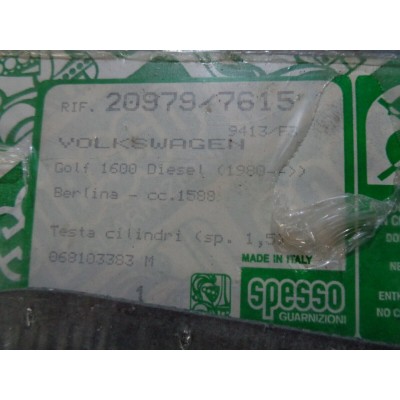 RIF. 2097947615
9413/F3
VOLKSWAGEN
Golf 1600 Diesel (1980-->)
Berlina - cc.1588
Testa cilindri (sp. 1,5)
068103383 M
MADE IN ITALY
1
spesso
GUARNIZIONI